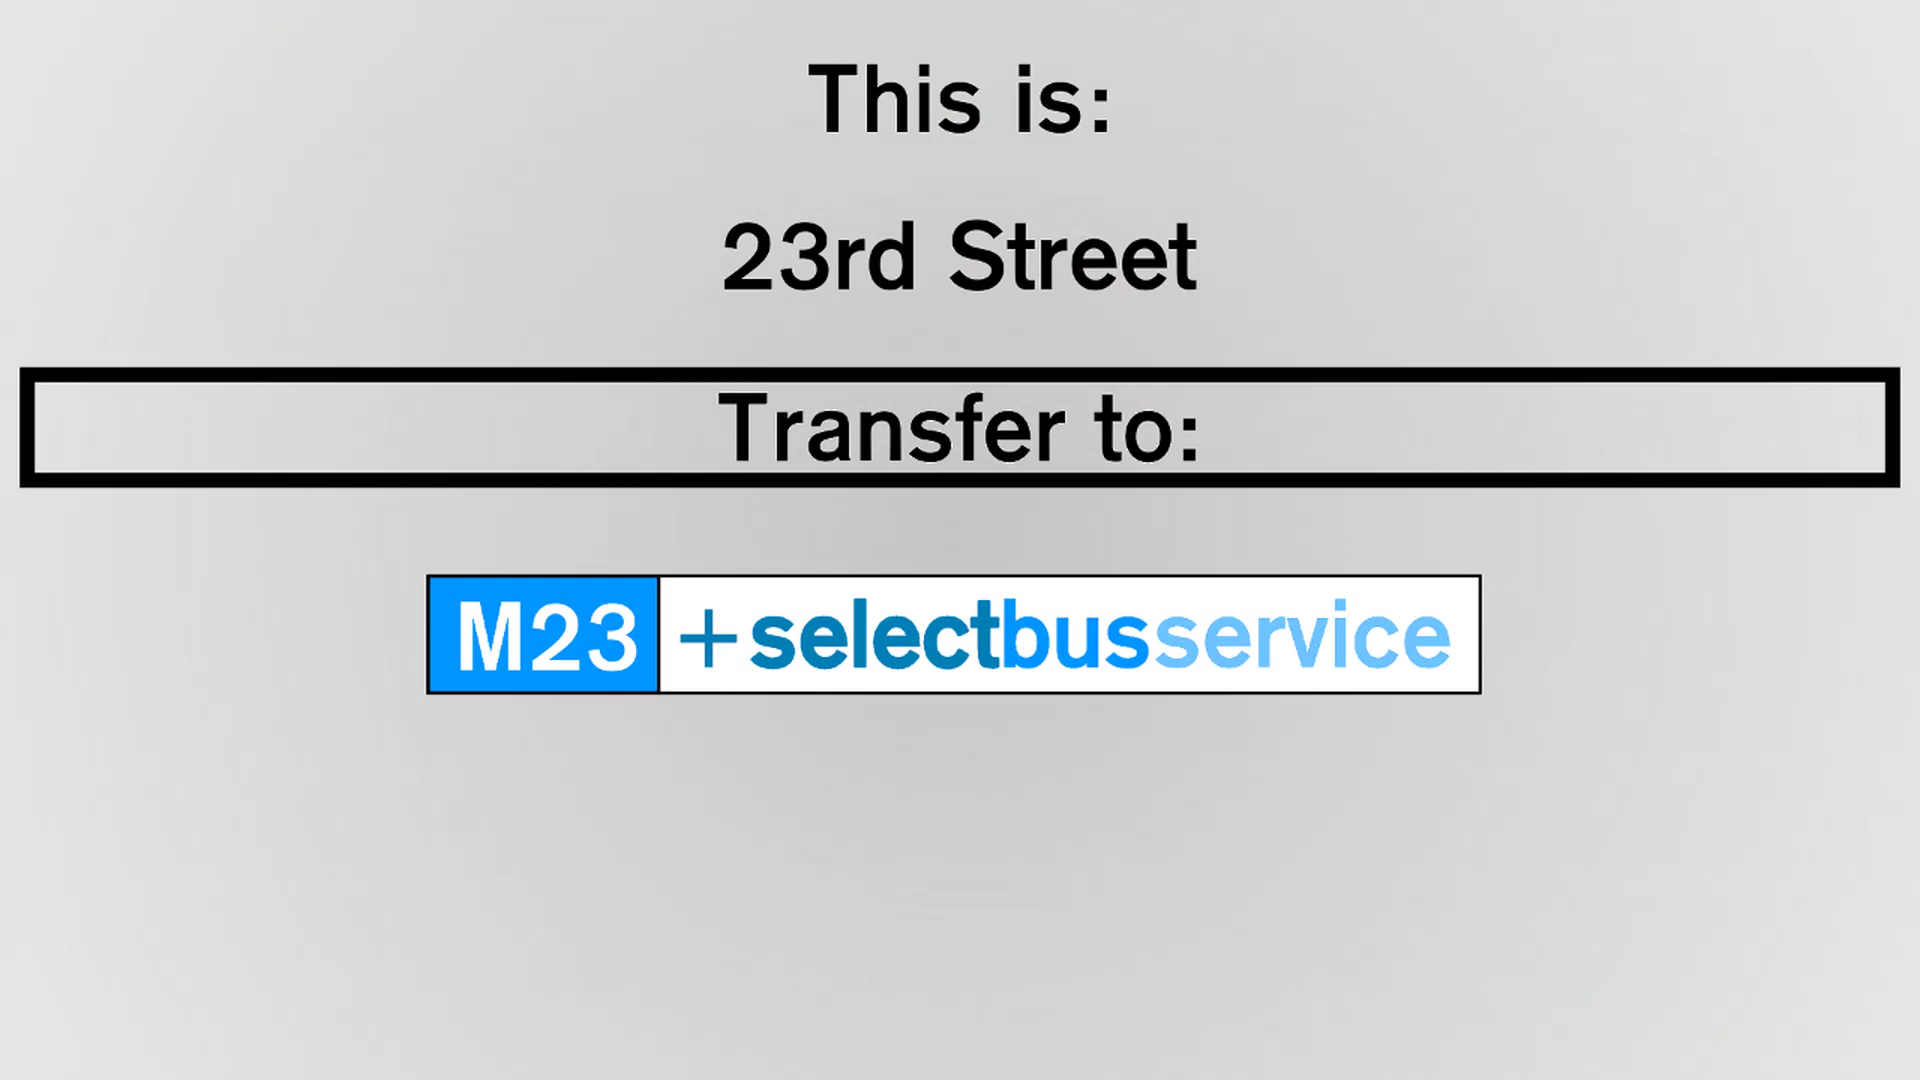 This is:
23rd Street
Transfer to:
M23 +selectbusservice